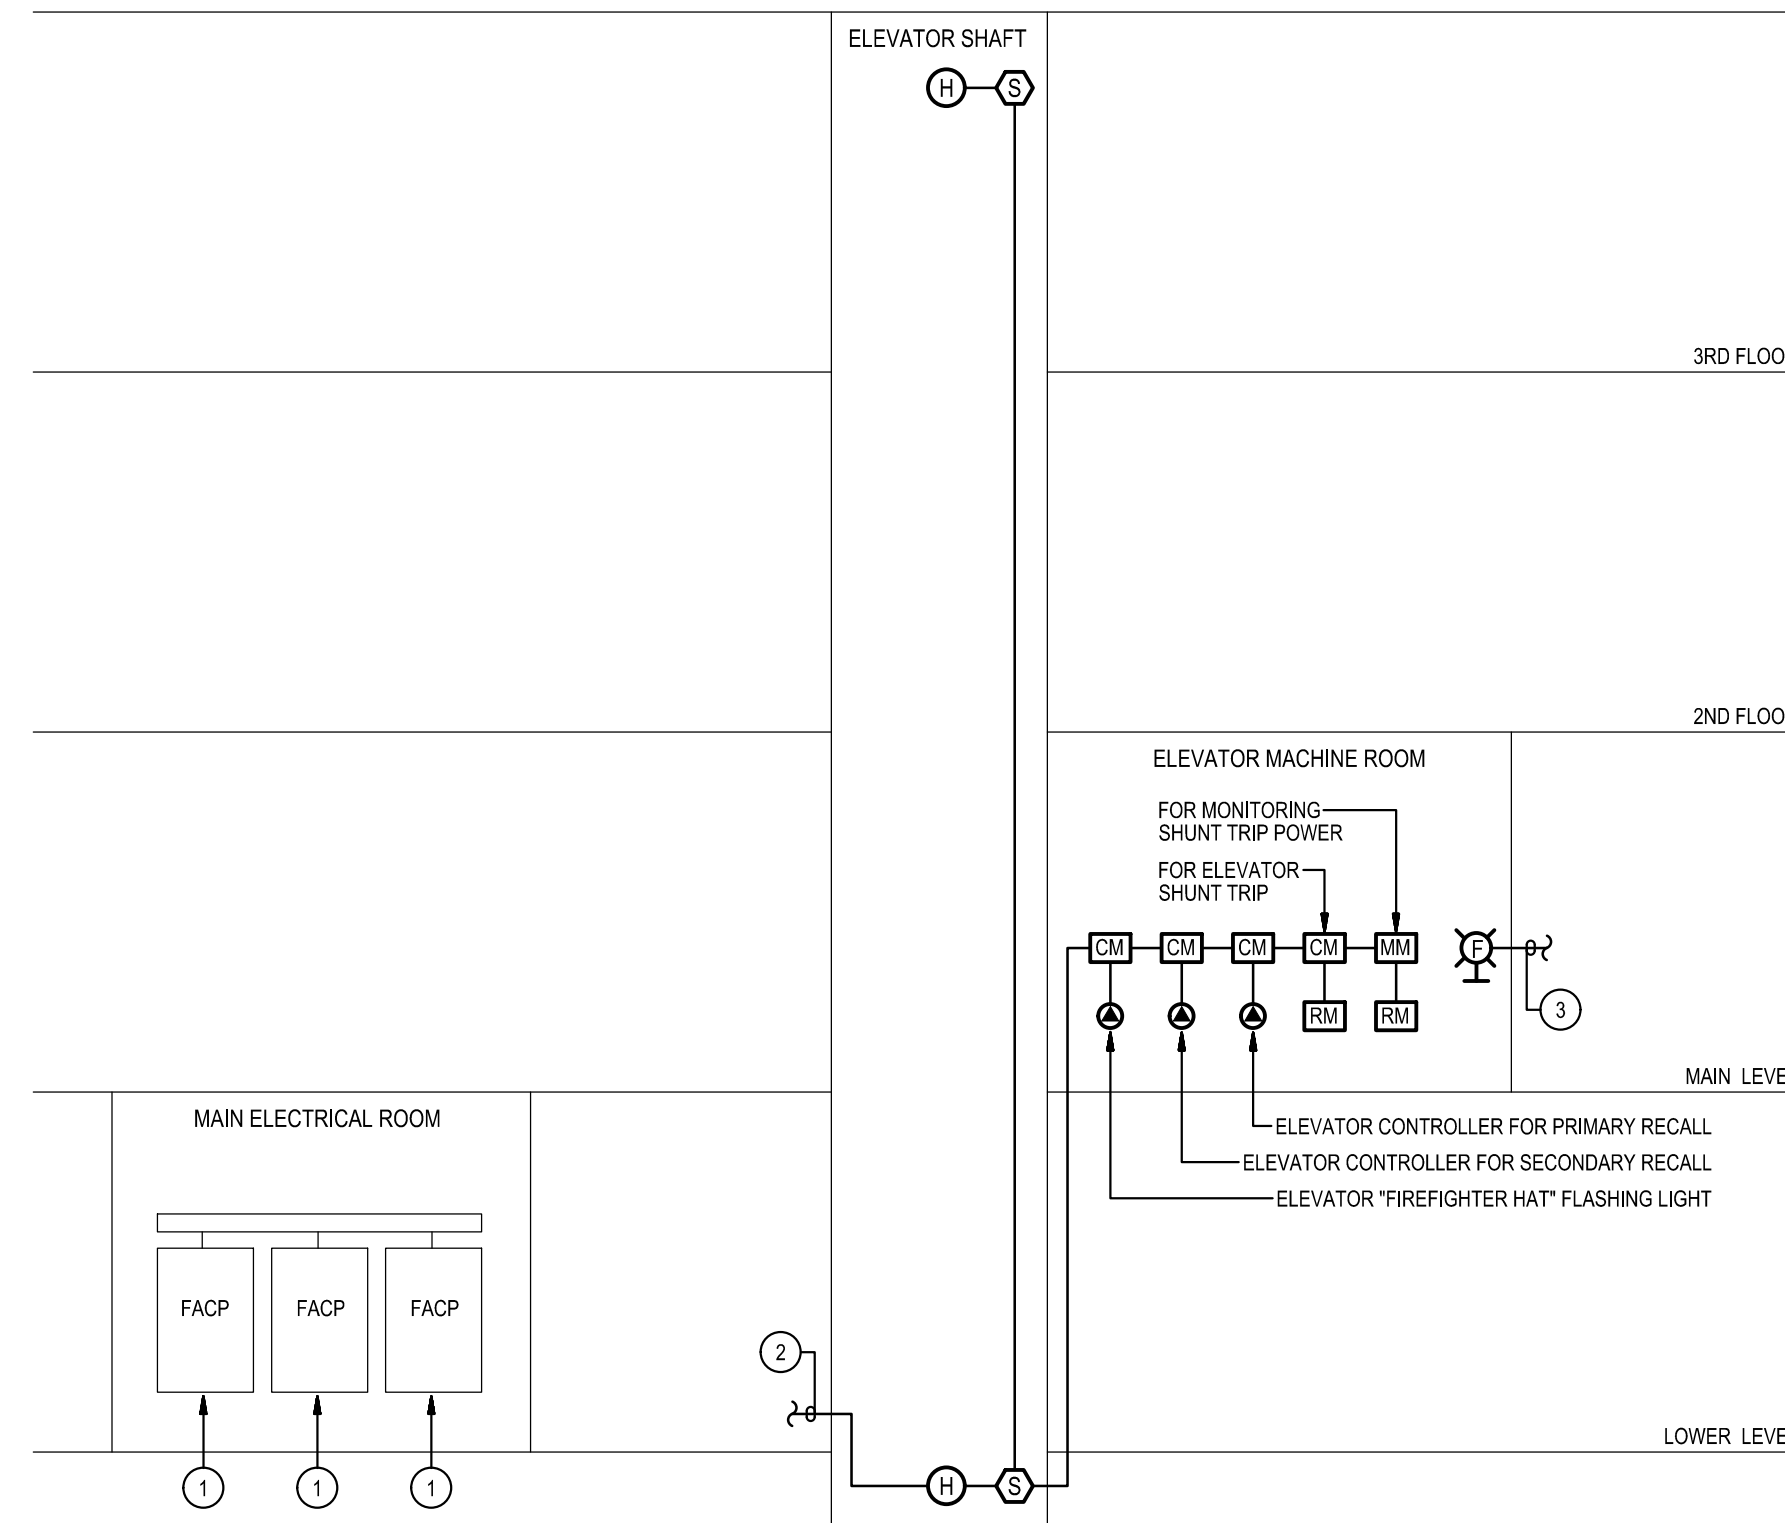 ELEVATOR SHAFT
H
S
3RD FLOO
2ND FLOO
ELEVATOR MACHINE ROOM
FOR MONITORING
SHUNT TRIP POWER
FOR ELEVATOR
SHUNT TRIP
CM
CM
CM
CM
MM
F
RM
RM
3
MAIN LEVE
MAIN ELECTRICAL ROOM
ELEVATOR CONTROLLER FOR PRIMARY RECALL
ELEVATOR CONTROLLER FOR SECONDARY RECALL
ELEVATOR "FIREFIGHTER HAT" FLASHING LIGHT
FACP
FACP
FACP
2
LOWER LEVE
1
1
1
H
S